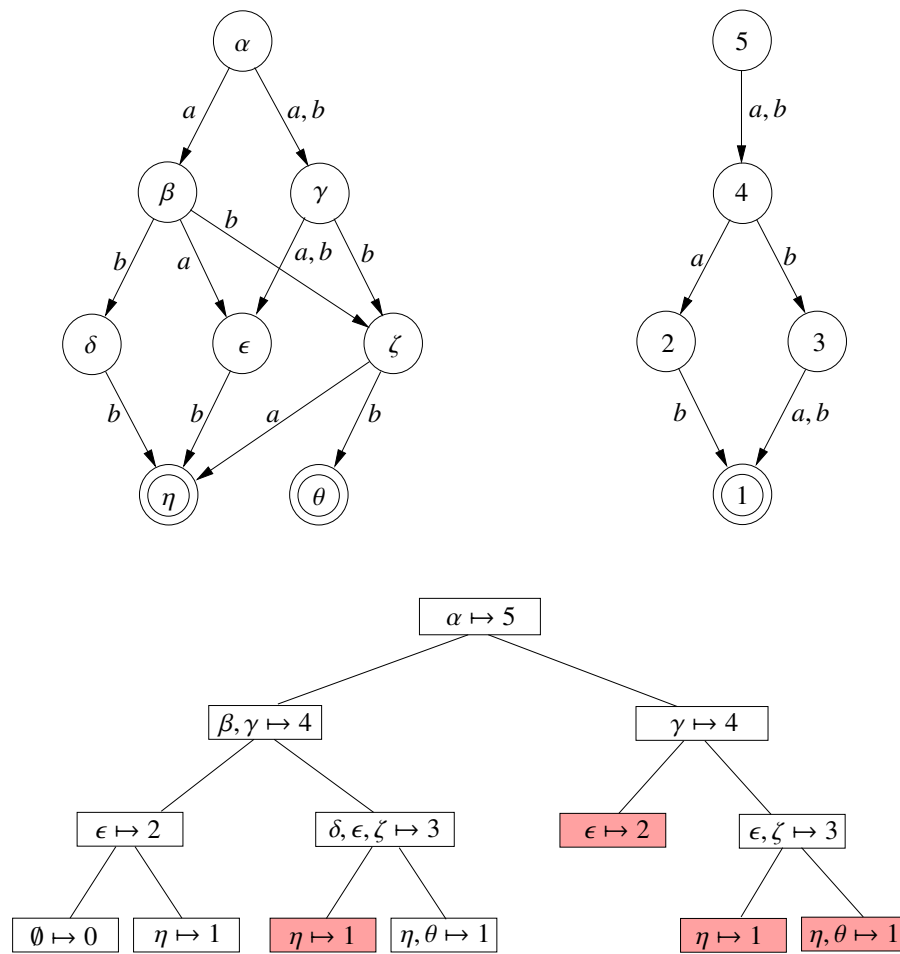 α 5
a a, b a, b
β γ 4
b b a a, b b a b
δ ϵ ζ 2 3
b b a b b a, b
η θ 1
α ↦ 5
β, γ ↦ 4 γ ↦ 4
ϵ ↦ 2 δ, ϵ, ζ ↦ 3 ϵ ↦ 2 ϵ, ζ ↦ 3
∅ ↦ 0 η ↦ 1 η ↦ 1 η, θ ↦ 1 η ↦ 1 η, θ ↦ 1